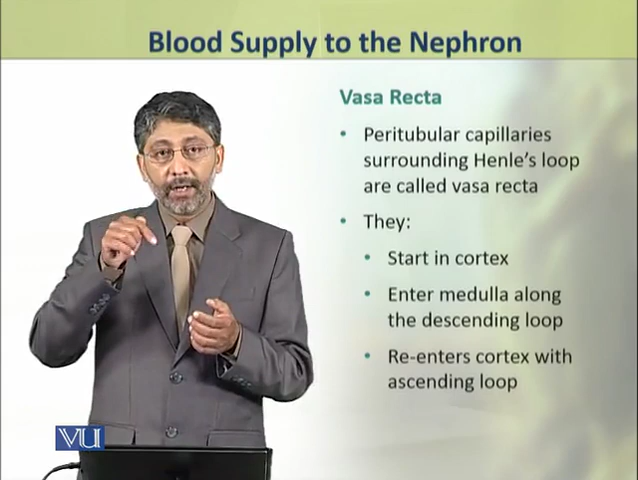 Blood Supply to the Nephron
Vasa Recta
• Peritubular capillaries
surrounding Henle's loop
are called vasa recta
• They:
• Start in cortex
• Enter medulla along
the descending loop
• Re-enters cortex with
ascending loop
VU